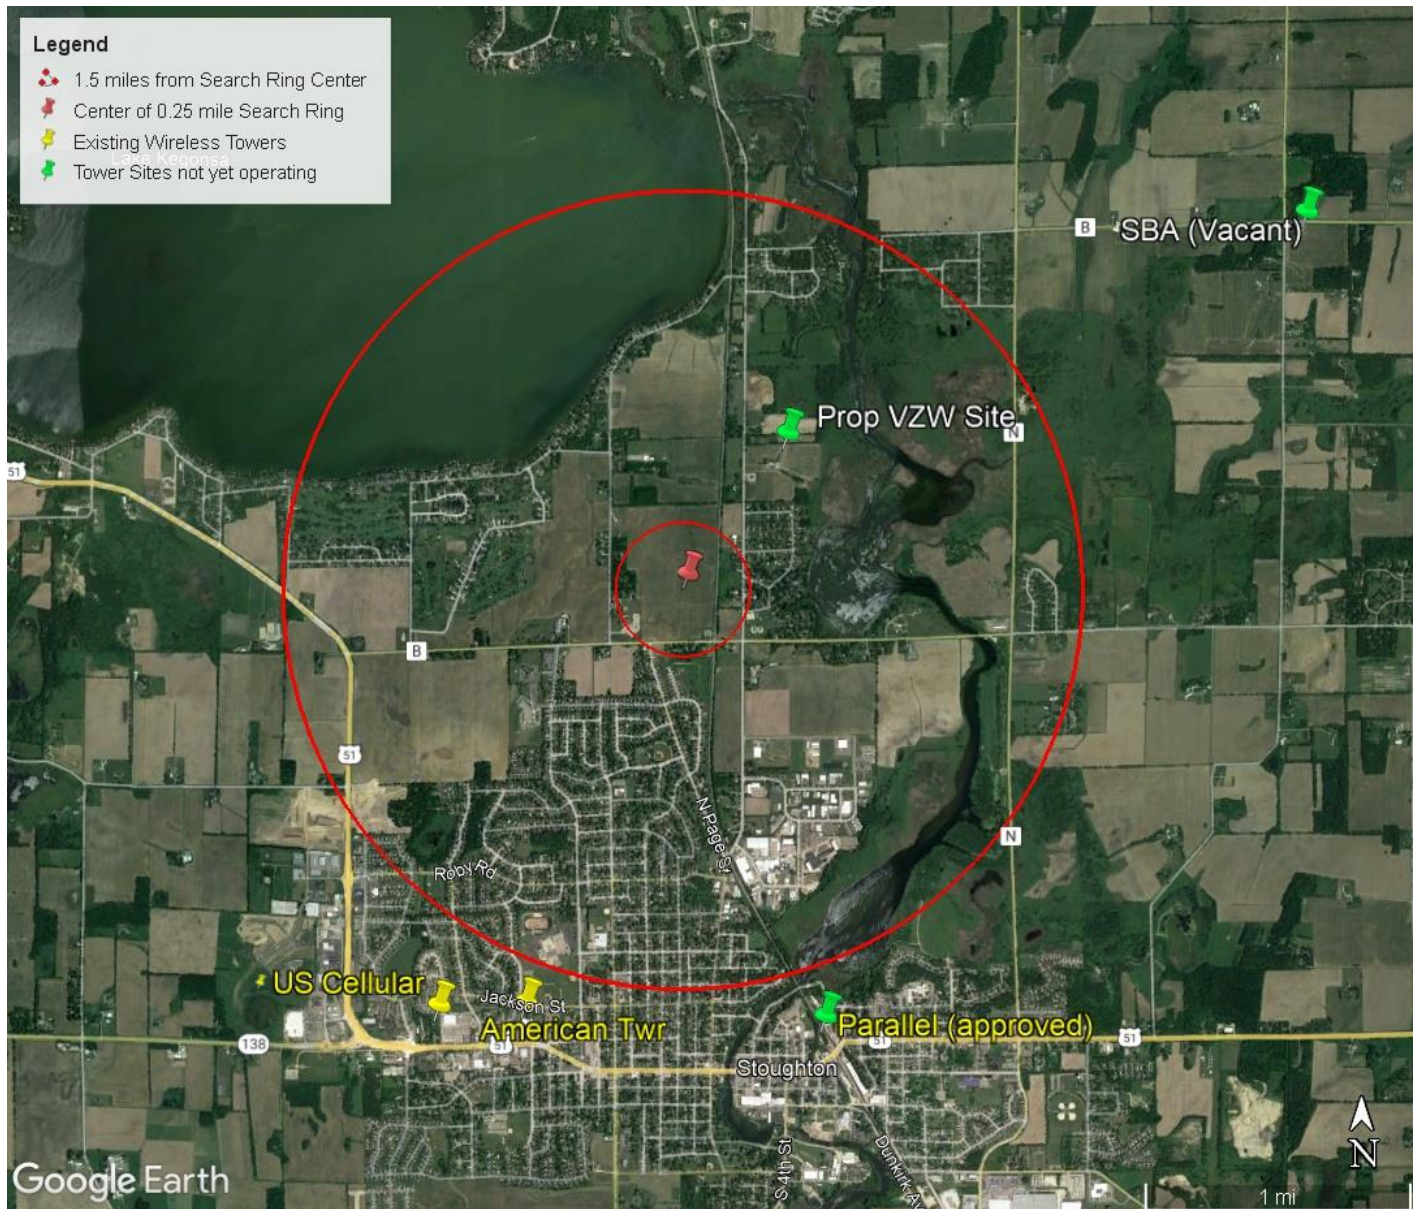 Legend
1.5 miles from Search Ring Center
Center of 0.25 mile Search Ring
Existing Wireless Towers
Lake Kegonsa
Tower Sites not yet operating
B
SBA (Vacant)
Prop VZW Site
N
51
B
51
N Page St
N
Roby Rd
US Cellular
Jackson St
American Twr
Parallel (approved)
138
51
51
51
Stoughton
S 4th St
Dunkirk Av
N
Google Earth
1 mi